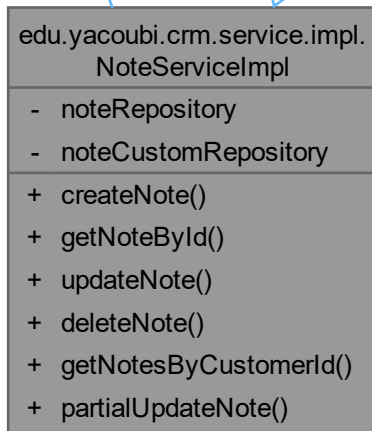 edu.yacoubi.crm.service.impl.
NoteServiceImpl
- noteRepository
- noteCustomRepository
+ createNote()
+ getNoteById()
+ updateNote()
+ deleteNote()
+ getNotesByCustomerId()
+ partialUpdateNote()